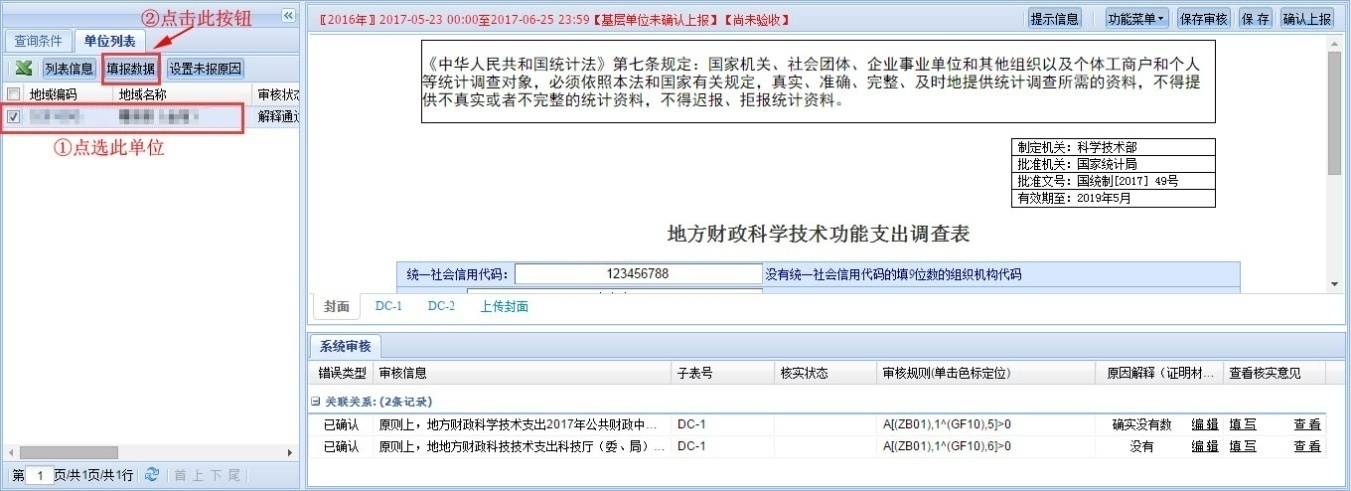 ②点击此按钮
查询条件 单位列表
列表信息 填报数据 设置未报原因
地域编码 地域名称 审核状态
解释通过
①点选此单位
第 1 页/共1页/共1行 首 上 下 尾
【2016年】2017-05-23 00:00至2017-06-25 23:59【基层单位未确认上报】【尚未验收】
提示信息 功能菜单 保存审核 保 存 确认上报
《中华人民共和国统计法》第七条规定：国家机关、社会团体、企业事业单位和其他组织以及个体工商户和个人
等统计调查对象，必须依照本法和国家有关规定，真实、准确、完整、及时地提供统计调查所需的资料，不得提
供不真实或者不完整的统计资料，不得迟报、拒报统计资料。
制定机关：科学技术部
批准机关：国家统计局
批准文号：国统制[2017] 49号
有效期至：2019年5月
地方财政科学技术功能支出调查表
统一社会信用代码： 123456788 没有统一社会信用代码的填9位数的组织机构代码
封面 DC-1 DC-2 上传封面
系统审核
错误类型 审核信息 子表号 核实状态 审核规则(单击色标定位) 原因解释（证明材... 查看核实意见
关联关系: (2条记录)
已确认 原则上，地方财政科学技术支出2017年公共财政中... DC-1 A[(ZB01),1^(GF10),5]>0 确实没有数 编辑 填写 查看
已确认 原则上，地地方财政科技技术支出科技厅（委、局）... DC-1 A[(ZB01),1^(GF10),6]>0 没有 编辑 填写 查看